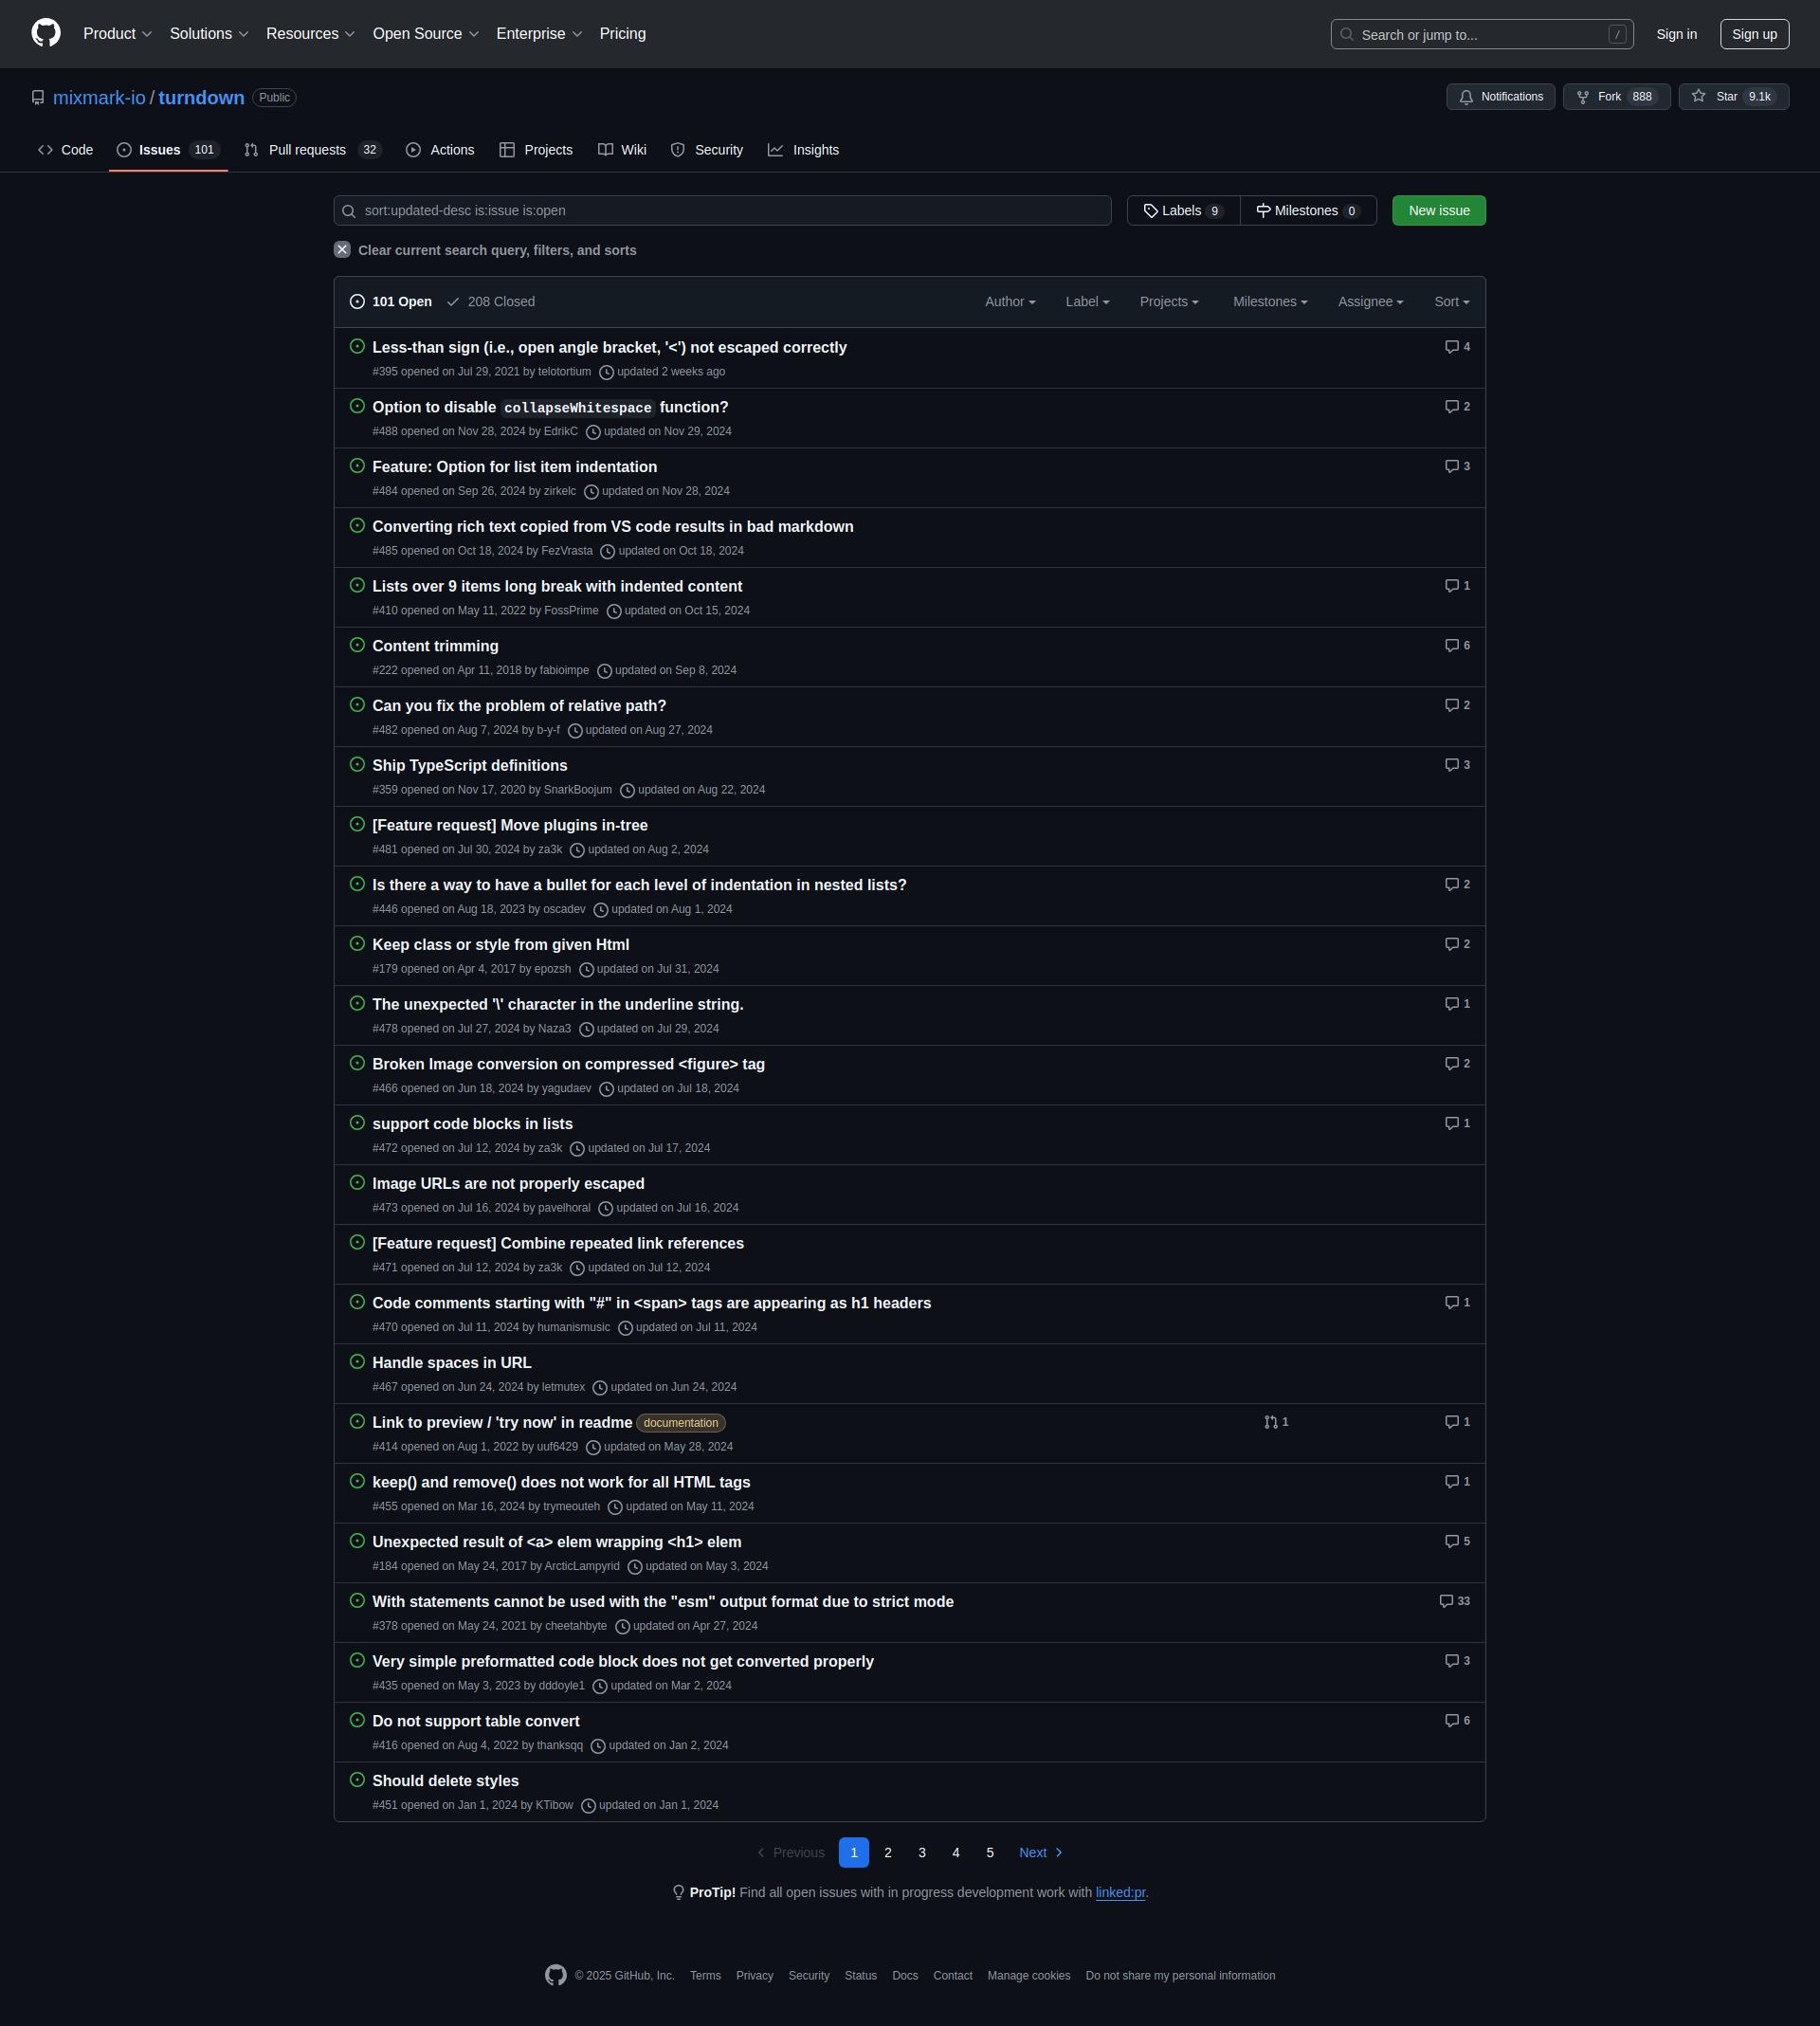 Product Solutions Resources Open Source Enterprise Pricing Search or jump to... / Sign in Sign up
mixmark-io / turndown Public Notifications Fork 888 Star 9.1k
Code Issues 101 Pull requests 32 Actions Projects Wiki Security Insights
sort:updated-desc is:issue is:open Labels 9 Milestones 0 New issue
Clear current search query, filters, and sorts
101 Open 208 Closed Author Label Projects Milestones Assignee Sort
Less-than sign (i.e., open angle bracket, '<') not escaped correctly 4
#395 opened on Jul 29, 2021 by telotortium updated 2 weeks ago
Option to disable collapseWhitespace function? 2
#488 opened on Nov 28, 2024 by EdrikC updated on Nov 29, 2024
Feature: Option for list item indentation 3
#484 opened on Sep 26, 2024 by zirkelc updated on Nov 28, 2024
Converting rich text copied from VS code results in bad markdown
#485 opened on Oct 18, 2024 by FezVrasta updated on Oct 18, 2024
Lists over 9 items long break with indented content 1
#410 opened on May 11, 2022 by FossPrime updated on Oct 15, 2024
Content trimming 6
#222 opened on Apr 11, 2018 by fabioimpe updated on Sep 8, 2024
Can you fix the problem of relative path? 2
#482 opened on Aug 7, 2024 by b-y-f updated on Aug 27, 2024
Ship TypeScript definitions 3
#359 opened on Nov 17, 2020 by SnarkBoojum updated on Aug 22, 2024
[Feature request] Move plugins in-tree
#481 opened on Jul 30, 2024 by za3k updated on Aug 2, 2024
Is there a way to have a bullet for each level of indentation in nested lists? 2
#446 opened on Aug 18, 2023 by oscadev updated on Aug 1, 2024
Keep class or style from given Html 2
#179 opened on Apr 4, 2017 by epozsh updated on Jul 31, 2024
The unexpected '\' character in the underline string. 1
#478 opened on Jul 27, 2024 by Naza3 updated on Jul 29, 2024
Broken Image conversion on compressed <figure> tag 2
#466 opened on Jun 18, 2024 by yagudaev updated on Jul 18, 2024
support code blocks in lists 1
#472 opened on Jul 12, 2024 by za3k updated on Jul 17, 2024
Image URLs are not properly escaped
#473 opened on Jul 16, 2024 by pavelhoral updated on Jul 16, 2024
[Feature request] Combine repeated link references
#471 opened on Jul 12, 2024 by za3k updated on Jul 12, 2024
Code comments starting with "#" in <span> tags are appearing as h1 headers 1
#470 opened on Jul 11, 2024 by humanismusic updated on Jul 11, 2024
Handle spaces in URL
#467 opened on Jun 24, 2024 by letmutex updated on Jun 24, 2024
Link to preview / 'try now' in readme documentation 1 1
#414 opened on Aug 1, 2022 by uuf6429 updated on May 28, 2024
keep() and remove() does not work for all HTML tags 1
#455 opened on Mar 16, 2024 by trymeouteh updated on May 11, 2024
Unexpected result of <a> elem wrapping <h1> elem 5
#184 opened on May 24, 2017 by ArcticLampyrid updated on May 3, 2024
With statements cannot be used with the "esm" output format due to strict mode 33
#378 opened on May 24, 2021 by cheetahbyte updated on Apr 27, 2024
Very simple preformatted code block does not get converted properly 3
#435 opened on May 3, 2023 by dddoyle1 updated on Mar 2, 2024
Do not support table convert 6
#416 opened on Aug 4, 2022 by thanksqq updated on Jan 2, 2024
Should delete styles
#451 opened on Jan 1, 2024 by KTibow updated on Jan 1, 2024
Previous 1 2 3 4 5 Next
ProTip! Find all open issues with in progress development work with linked:pr.
© 2025 GitHub, Inc. Terms Privacy Security Status Docs Contact Manage cookies Do not share my personal information